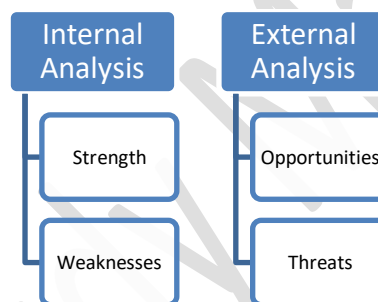 Internal
Analysis
Strength
Weaknesses
External
Analysis
Opportunities
Threats